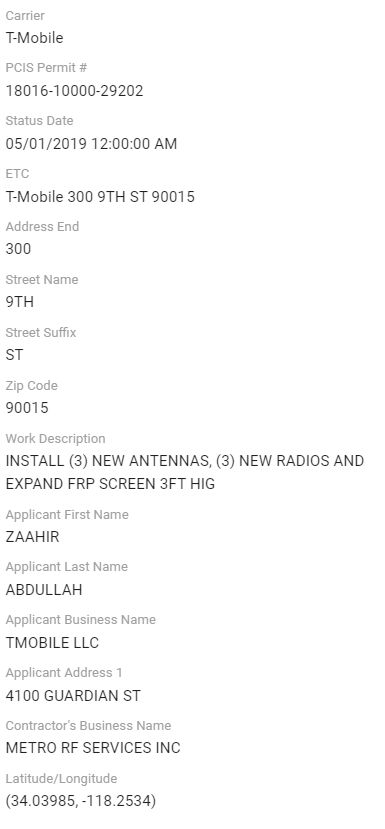 Carrier
T-Mobile
PCIS Permit #
18016-10000-29202
Status Date
05/01/2019 12:00:00 AM
ETC
T-Mobile 300 9TH ST 90015
Address End
300
Street Name
9TH
Street Suffix
ST
Zip Code
90015
Work Description
INSTALL (3) NEW ANTENNAS, (3) NEW RADIOS AND
EXPAND FRP SCREEN 3FT HIG
Applicant First Name
ZAAHIR
Applicant Last Name
ABDULLAH
Applicant Business Name
TMOBILE LLC
Applicant Address 1
4100 GUARDIAN ST
Contractor's Business Name
METRO RF SERVICES INC
Latitude/Longitude
(34.03985, -118.2534)